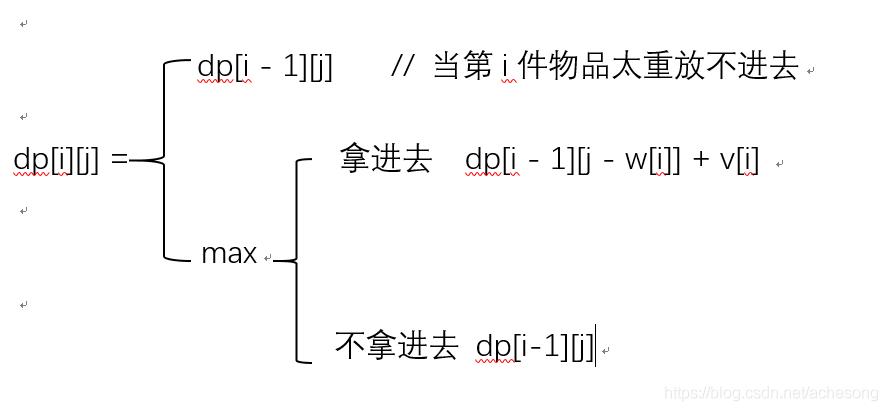 dp[i - 1][j] // 当第 i 件物品太重放不进去
dp[i][j] =
拿进去 dp[i - 1][j - w[i]] + v[i]
max
不拿进去 dp[i-1][j]
https://blog.csdn.net/achesong